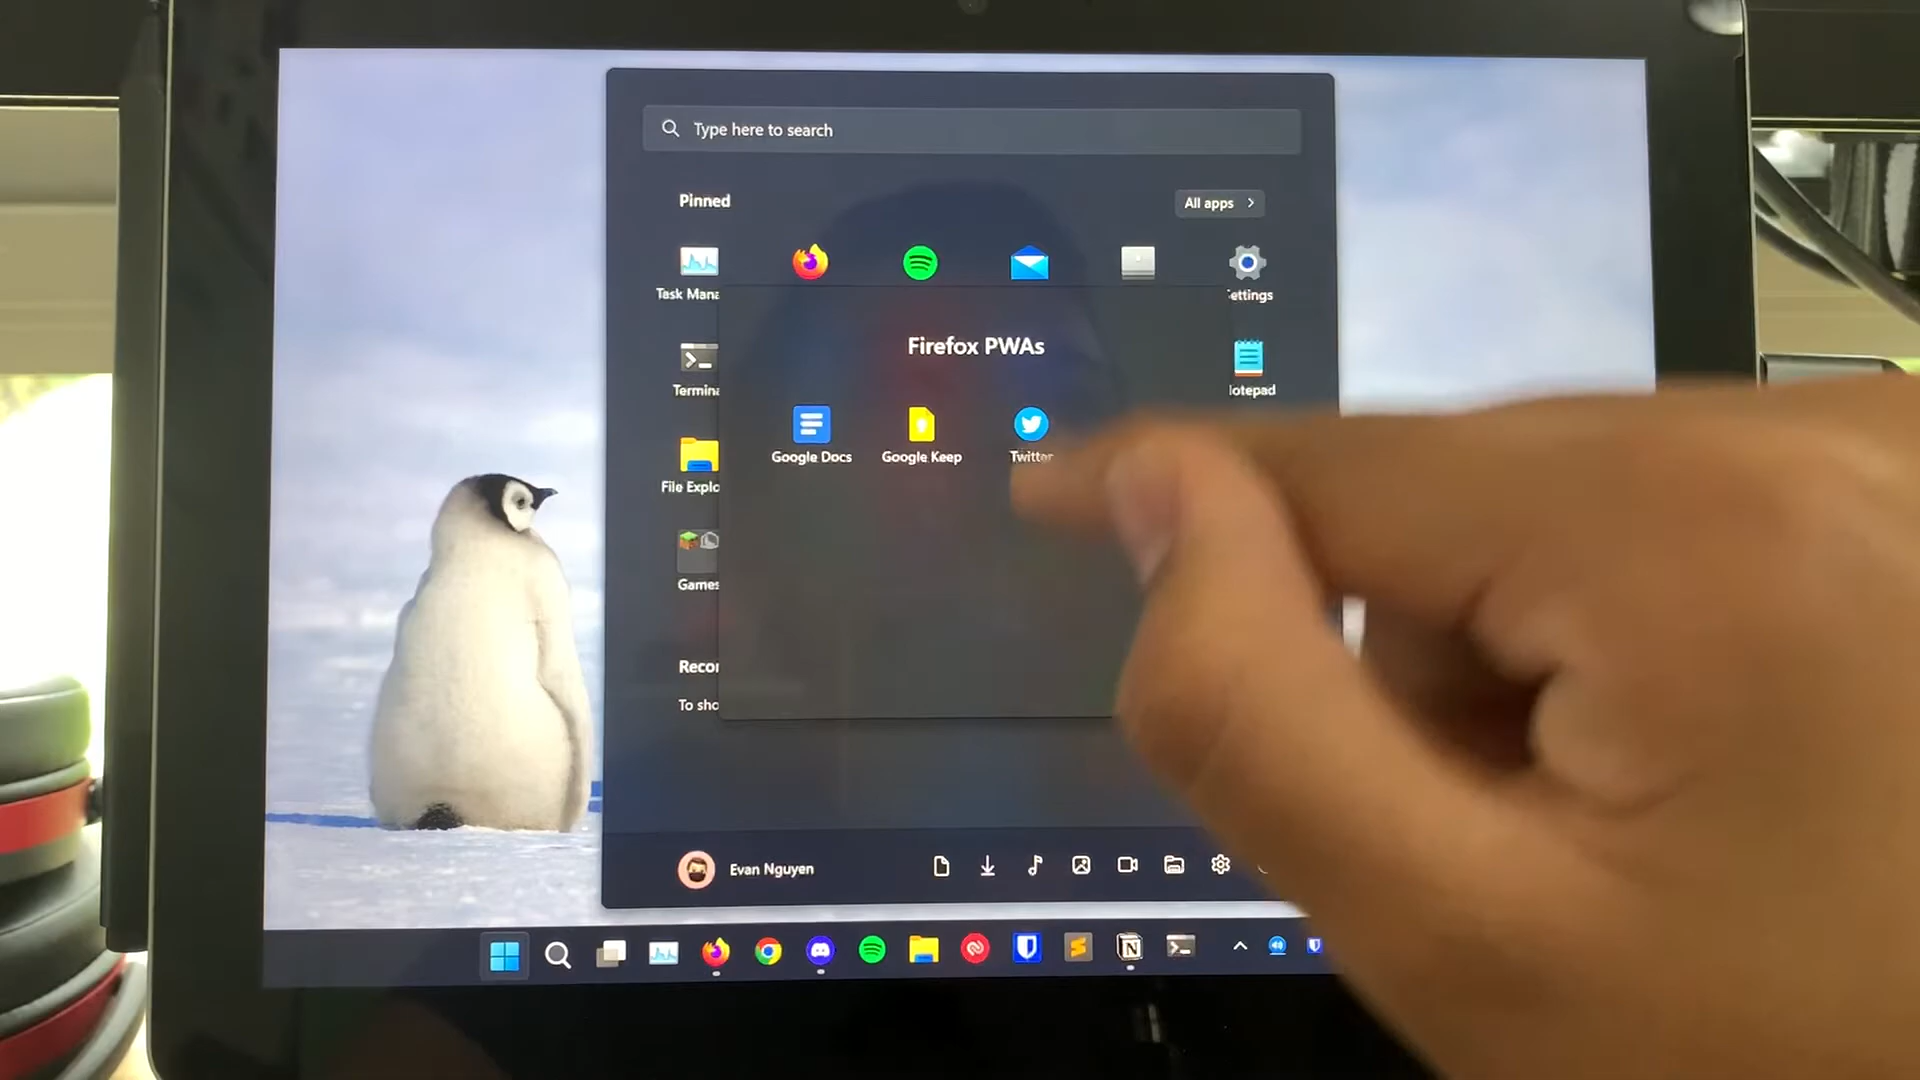 Type here to search
Pinned
All apps
Task Mana
ettings
Firefox PWAs
Termina
otepad
Google Docs
Google Keep
Twitter
File Explo
Games
Recor
To sho
Evan Nguyen